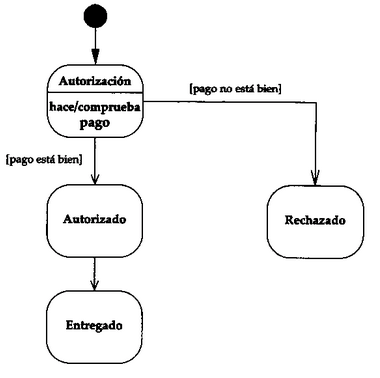 Autorización
[pago no está bien]
hace/comprueba
pago
[pago está bien]
Autorizado
Rechazado
Entregado